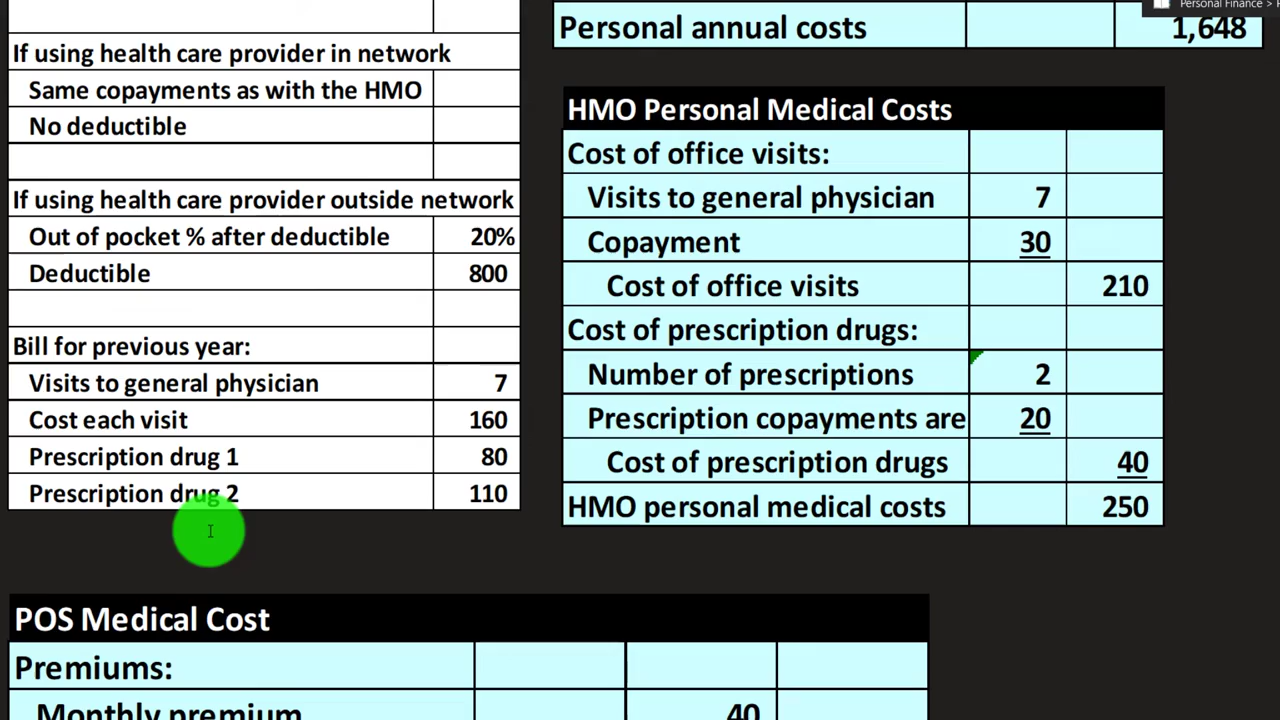 Personal Finance >
Personal annual costs 1,648
If using health care provider in network
Same copayments as with the HMO
No deductible
If using health care provider outside network
Out of pocket % after deductible 20%
Deductible 800
Bill for previous year:
Visits to general physician 7
Cost each visit 160
Prescription drug 1 80
Prescription drug 2 110
HMO Personal Medical Costs
Cost of office visits:
Visits to general physician 7
Copayment 30
Cost of office visits 210
Cost of prescription drugs:
Number of prescriptions 2
Prescription copayments are 20
Cost of prescription drugs 40
HMO personal medical costs 250
POS Medical Cost
Premiums:
Monthly premium 40